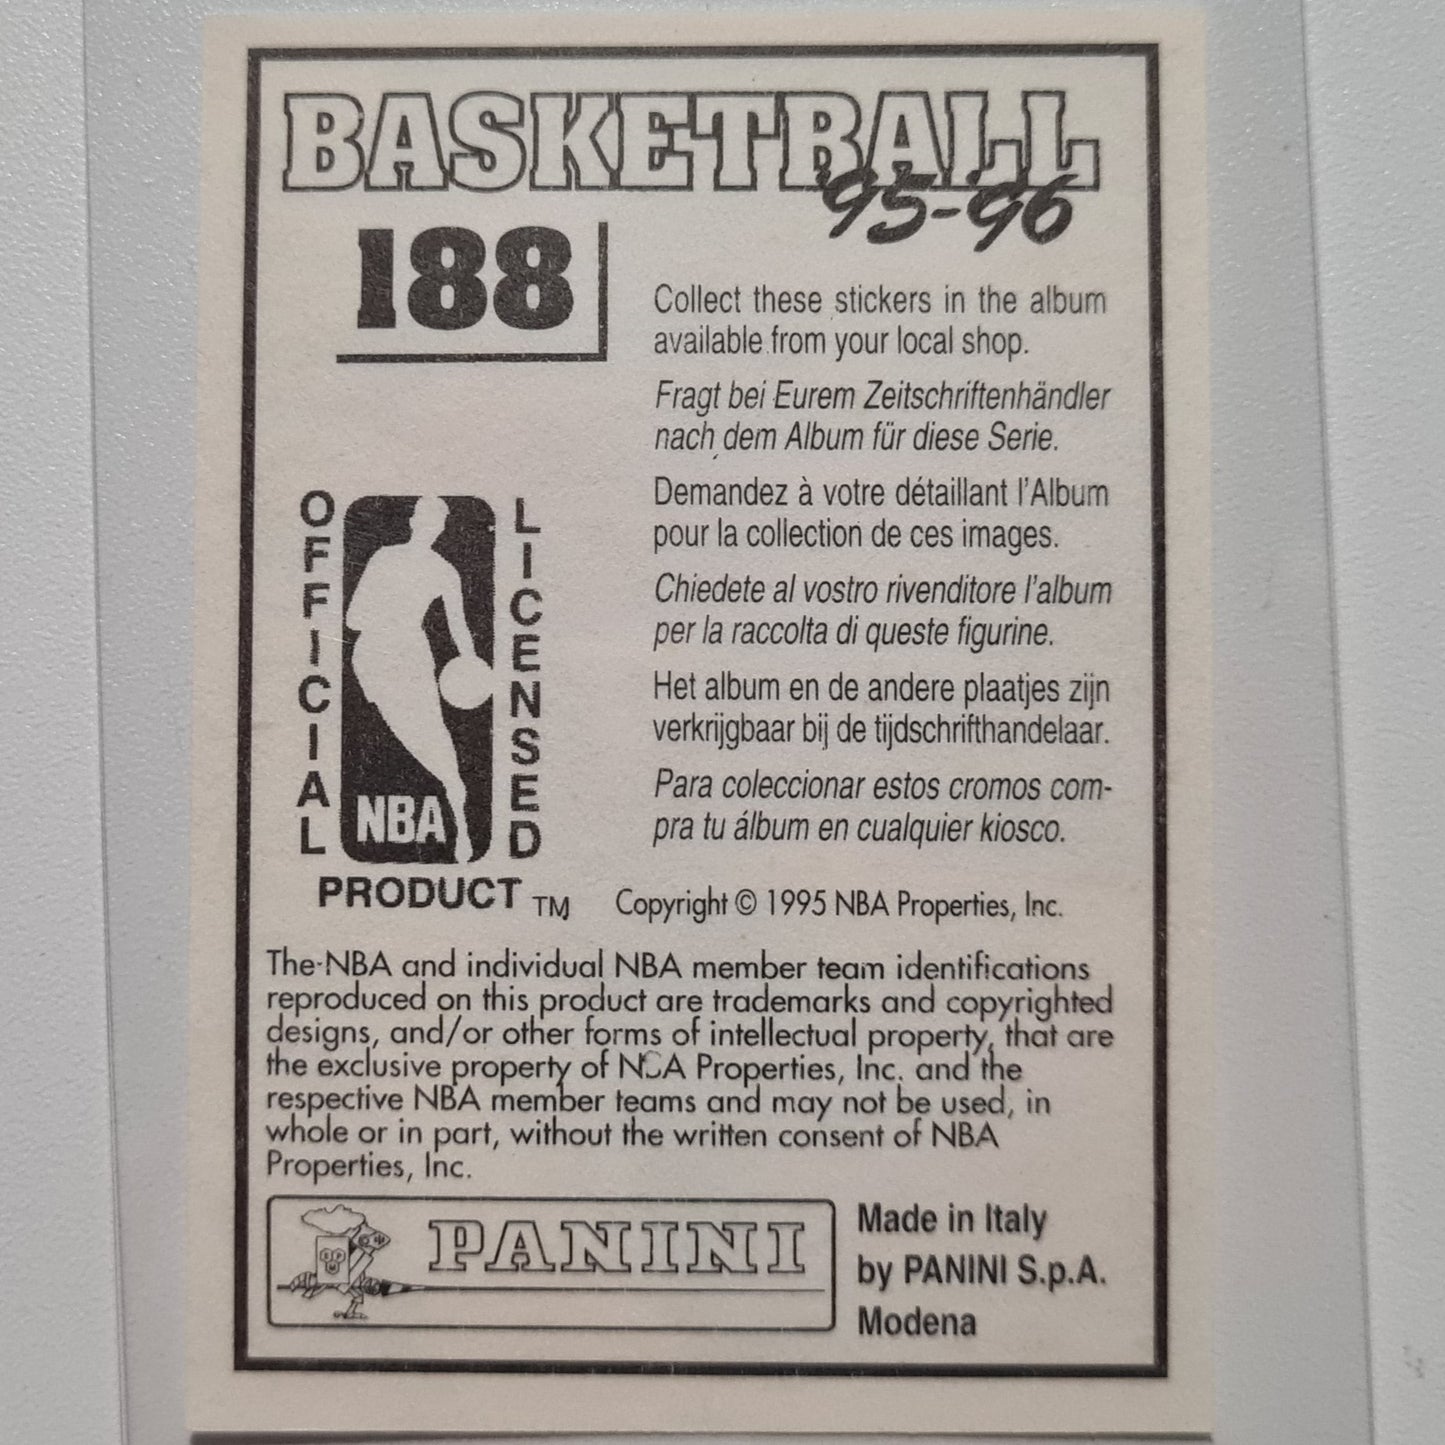 BASKETBALL
'95-'96
188
Collect these stickers in the album
available from your local shop.
Fragt bei Eurem Zeitschriftenhändler
nach dem Album für diese Serie.
Demandez à votre détaillant l'Album
pour la collection de ces images.
Chiedete al vostro rivenditore l'album
per la raccolta di queste figurine.
Het album en de andere plaatjes zijn
verkrijgbaar bij de tijdschrifthandelaar.
Para coleccionar estos cromos com-
pra tu álbum en cualquier kiosco.
OFFICIAL
LICENSED
NBA
PRODUCT TM
Copyright © 1995 NBA Properties, Inc.
The NBA and individual NBA member team identifications
reproduced on this product are trademarks and copyrighted
designs, and/or other forms of intellectual property, that are
the exclusive property of NBA Properties, Inc. and the
respective NBA member teams and may not be used, in
whole or in part, without the written consent of NBA
Properties, Inc.
PANINI
Made in Italy
by PANINI S.p.A.
Modena